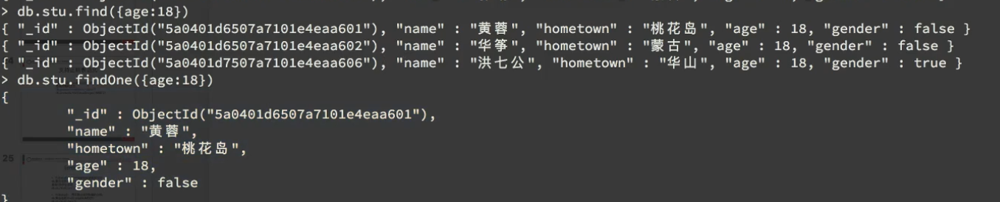 > db.stu.find({age:18})
{ "_id" : ObjectId("5a0401d6507a7101e4eaa601"), "name" : "黄蓉", "hometown" : "桃花岛", "age" : 18, "gender" : false }
{ "_id" : ObjectId("5a0401d6507a7101e4eaa602"), "name" : "华筝", "hometown" : "蒙古", "age" : 18, "gender" : false }
{ "_id" : ObjectId("5a0401d7507a7101e4eaa606"), "name" : "洪七公", "hometown" : "华山", "age" : 18, "gender" : true }
> db.stu.findOne({age:18})
{
"_id" : ObjectId("5a0401d6507a7101e4eaa601"),
"name" : "黄蓉",
"hometown" : "桃花岛",
25
"age" : 18,
"gender" : false
}